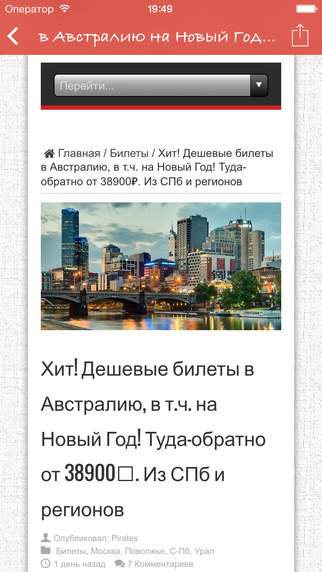 Оператор 19:49
в Австралию на Новый Год...
Перейти...
Главная / Билеты / Хит! Дешевые билеты
в Австралию, в т.ч. на Новый Год! Туда-
обратно от 38900₽. Из СПб и регионов
Хит! Дешевые билеты в
Австралию, в т.ч. на
Новый Год! Туда-обратно
от 38900□. Из СПб и
регионов
Опубликовал: Pirates
Билеты, Москва, Поволжье, С-Пб, Урал
1 день назад 7 Комментариев